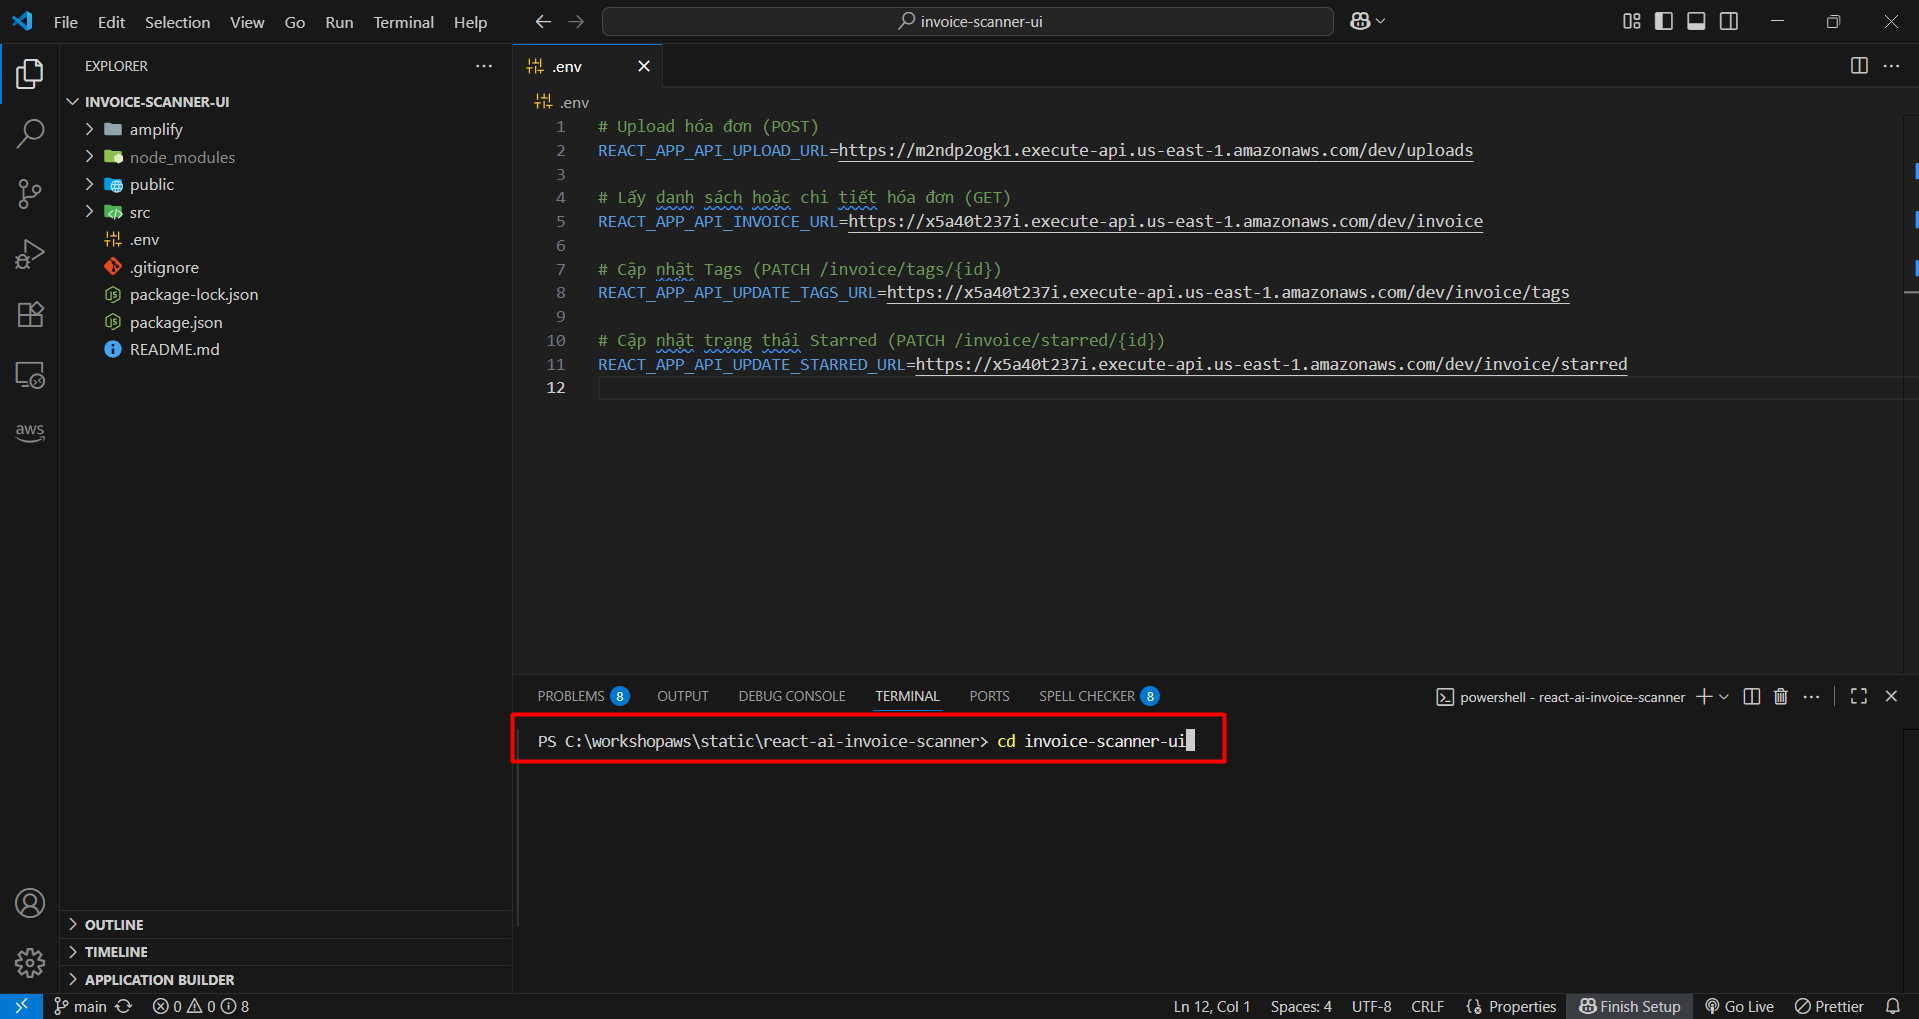 File Edit Selection View Go Run Terminal Help
invoice-scanner-ui
EXPLORER
.env
INVOICE-SCANNER-UI
amplify
node_modules
public
src
.env
.gitignore
package-lock.json
package.json
README.md
aws
.env
1 # Upload hóa đơn (POST)
2 REACT_APP_API_UPLOAD_URL=https://m2ndp2ogk1.execute-api.us-east-1.amazonaws.com/dev/uploads
3
4 # Lấy danh sách hoặc chi tiết hóa đơn (GET)
5 REACT_APP_API_INVOICE_URL=https://x5a40t237i.execute-api.us-east-1.amazonaws.com/dev/invoice
6
7 # Cập nhật Tags (PATCH /invoice/tags/{id})
8 REACT_APP_API_UPDATE_TAGS_URL=https://x5a40t237i.execute-api.us-east-1.amazonaws.com/dev/invoice/tags
9
10 # Cập nhật trạng thái Starred (PATCH /invoice/starred/{id})
11 REACT_APP_API_UPDATE_STARRED_URL=https://x5a40t237i.execute-api.us-east-1.amazonaws.com/dev/invoice/starred
12
PROBLEMS 8 OUTPUT DEBUG CONSOLE TERMINAL PORTS SPELL CHECKER 8
powershell - react-ai-invoice-scanner
PS C:\workshopaws\static\react-ai-invoice-scanner> cd invoice-scanner-ui
OUTLINE
TIMELINE
APPLICATION BUILDER
main 0 0 8
Ln 12, Col 1 Spaces: 4 UTF-8 CRLF Properties Finish Setup Go Live Prettier